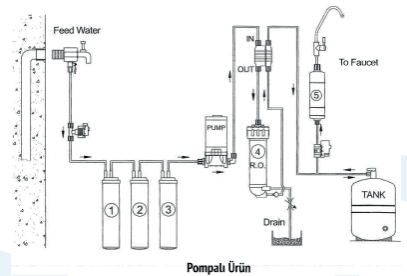 Feed Water
IN
OUT
To Faucet
5
PUMP
4
R.O.
1
2
3
TANK
Drain
Pompalı Ürün